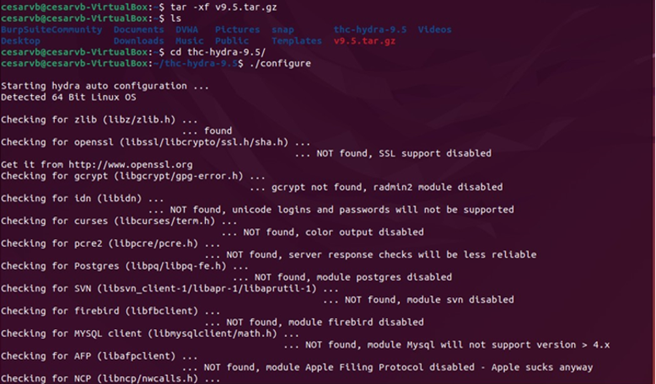 cesarvb@cesarvb-VirtualBox:~$ tar -xf v9.5.tar.gz
cesarvb@cesarvb-VirtualBox:~$ ls
BurpSuiteCommunity Documents DVWA Pictures snap thc-hydra-9.5 Videos
Desktop Downloads Music Public Templates v9.5.tar.gz
cesarvb@cesarvb-VirtualBox:~$ cd thc-hydra-9.5/
cesarvb@cesarvb-VirtualBox:~/thc-hydra-9.5$ ./configure
Starting hydra auto configuration ...
Detected 64 Bit Linux OS
Checking for zlib (libz/zlib.h) ...
... found
Checking for openssl (libssl/libcrypto/ssl.h/sha.h) ...
... NOT found, SSL support disabled
Get it from http://www.openssl.org
Checking for gcrypt (libgcrypt/gpg-error.h) ...
... gcrypt not found, radmin2 module disabled
Checking for idn (libidn) ...
... NOT found, unicode logins and passwords will not be supported
Checking for curses (libcurses/term.h) ...
... NOT found, color output disabled
Checking for pcre2 (libpcre/pcre.h) ...
... NOT found, server response checks will be less reliable
Checking for Postgres (libpq/libpq-fe.h) ...
... NOT found, module postgres disabled
Checking for SVN (libsvn_client-1/libapr-1/libaprutil-1) ...
... NOT found, module svn disabled
Checking for firebird (libfbclient) ...
... NOT found, module firebird disabled
Checking for MYSQL client (libmysqlclient/math.h) ...
... NOT found, module Mysql will not support version > 4.x
Checking for AFP (libafpclient) ...
... NOT found, module Apple Filing Protocol disabled - Apple sucks anyway
Checking for NCP (libncp/nwcalls.h) ...